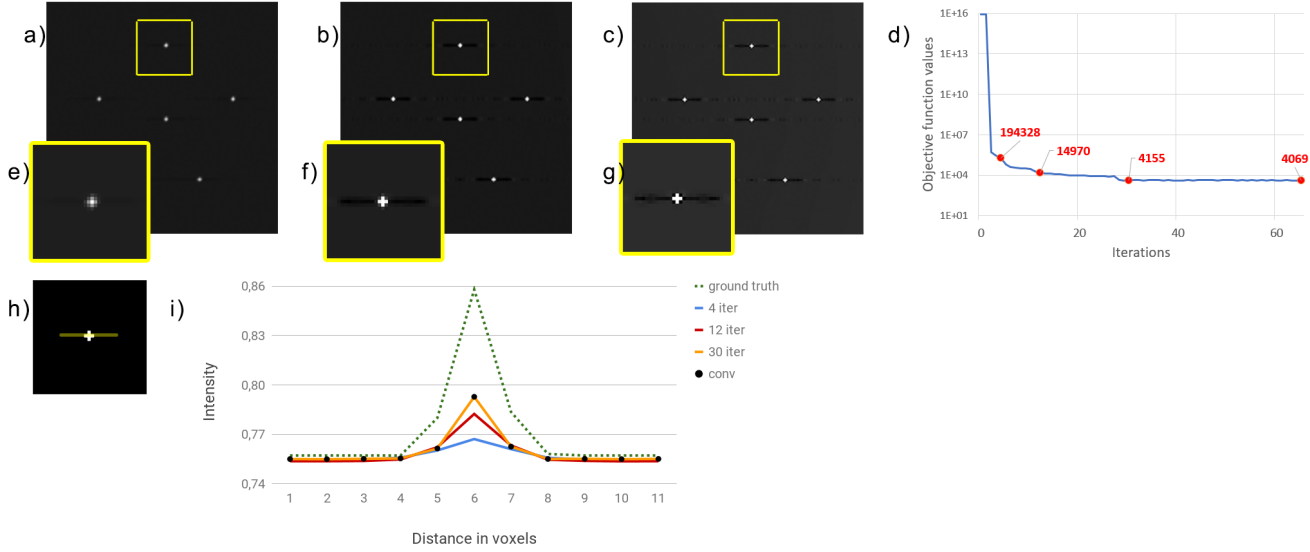 a)
b)
c)
d)
1E+16
1E+13
1E+10
1E+07
1E+04
1E+01
Objective function values
194328
14970
4155
4069
0
20
40
60
Iterations
e)
f)
g)
h)
i)
0,86
0,83
0,80
0,77
0,74
Intensity
1 2 3 4 5 6 7 8 9 10 11
Distance in voxels
ground truth
4 iter
12 iter
30 iter
conv